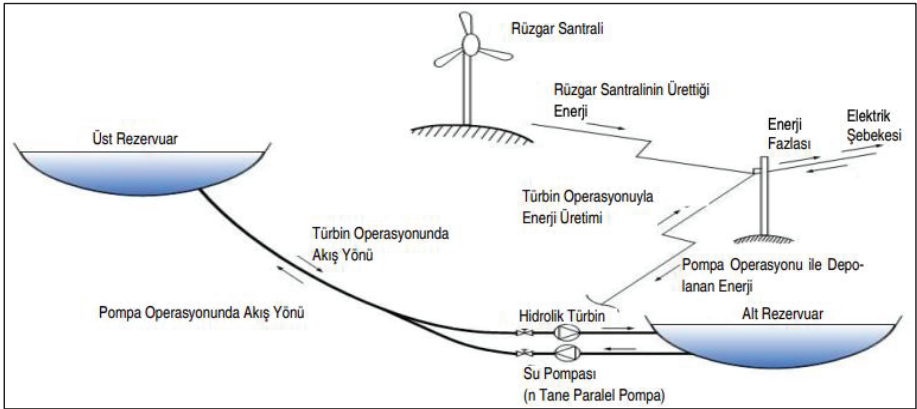 Rüzgar Santrali
Rüzgar Santralinin Ürettiği
Enerji
Enerji
Fazlası
Elektrik
Şebekesi
Üst Rezervuar
Türbin Operasyonuyla
Enerji Üretimi
Türbin Operasyonunda
Akış Yönü
Pompa Operasyonu ile Depo-
lanan Enerji
Pompa Operasyonunda Akış Yönü
Hidrolik Türbin
Alt Rezervuar
Su Pompası
(n Tane Paralel Pompa)